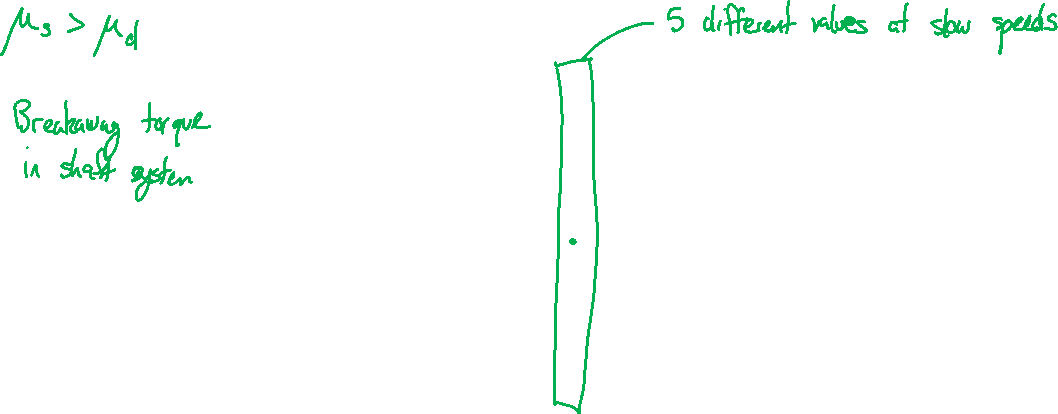 μs > μd
5 different values at slow speeds
Breakaway torque
in shaft system